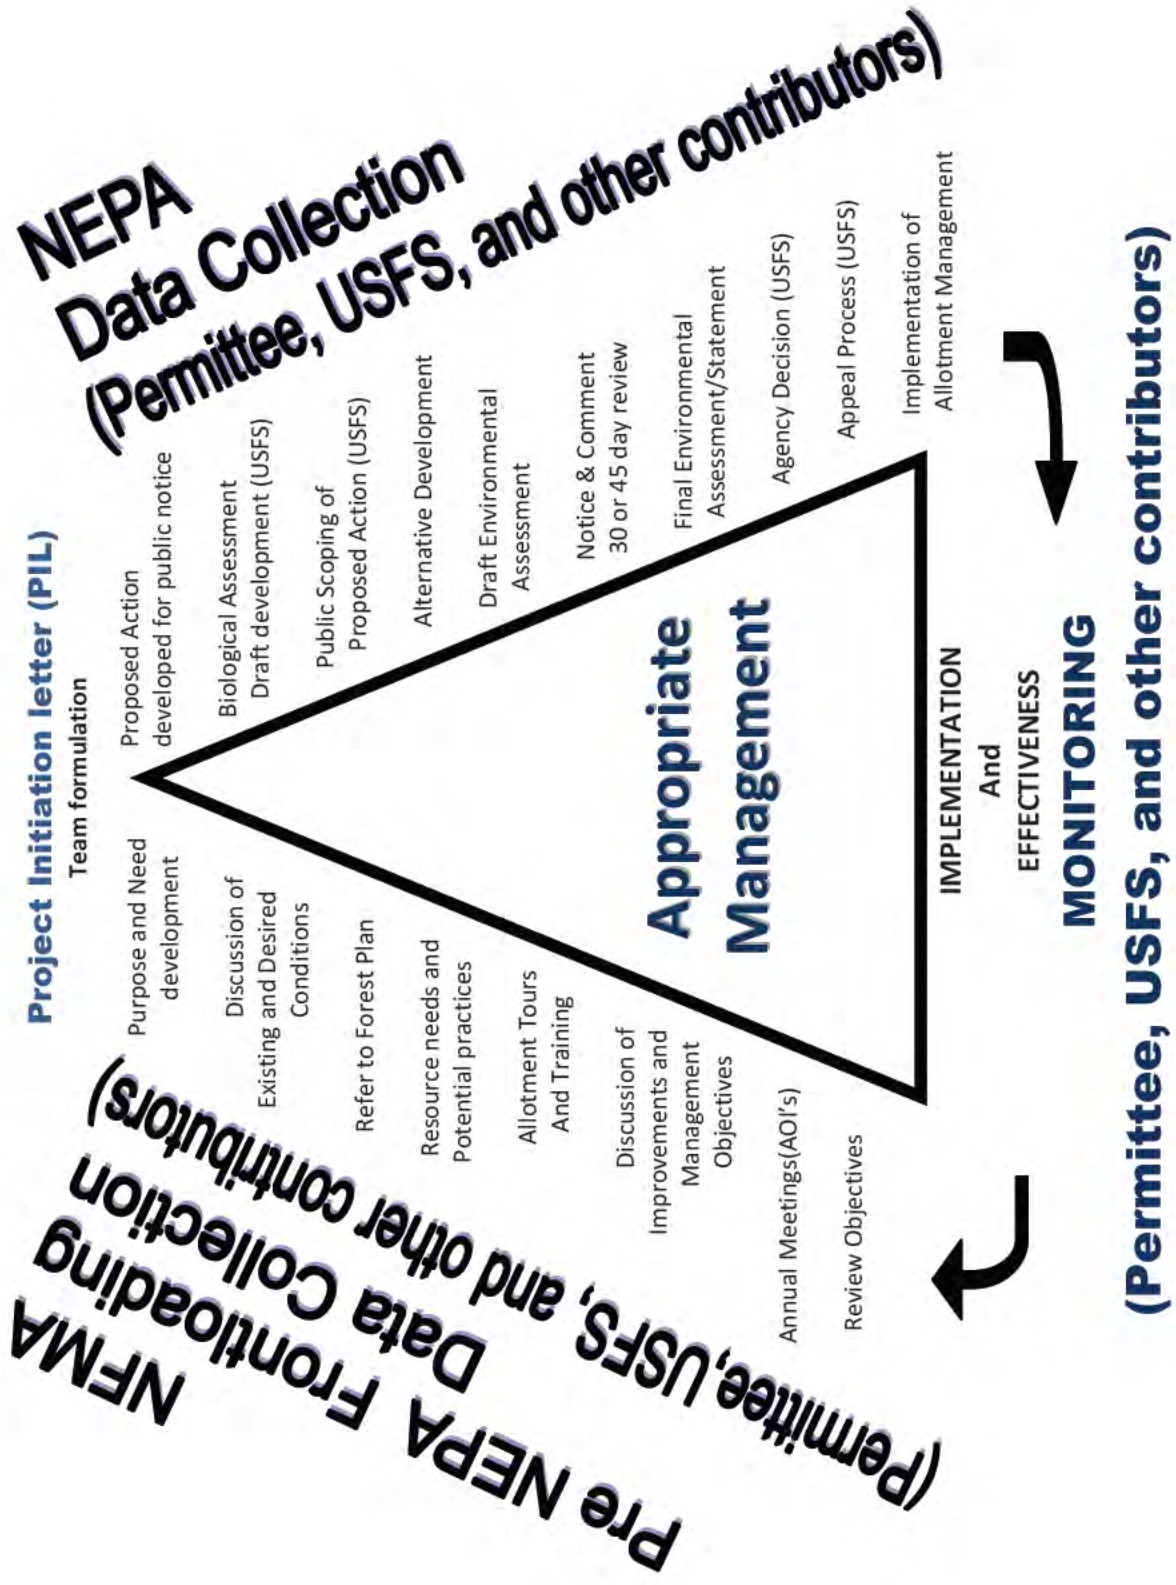 Project Initiation letter (PIL)
Team formulation
NFMA
Pre NEPA Frontloading
Data Collection
(Permittee,USFS, and other contributors)
Purpose and Need
development
Discussion of
Existing and Desired
Conditions
Refer to Forest Plan
Resource needs and
Potential practices
Allotment Tours
And Training
Discussion of
Improvements and
Management
Objectives
Annual Meetings(AOI's)
Review Objectives
NEPA
Data Collection
(Permittee, USFS, and other contributors)
Proposed Action
developed for public notice
Biological Assessment
Draft development (USFS)
Public Scoping of
Proposed Action (USFS)
Alternative Development
Draft Environmental
Assessment
Notice & Comment
30 or 45 day review
Final Environmental
Assessment/Statement
Agency Decision (USFS)
Appeal Process (USFS)
Implementation of
Allotment Management
Appropriate
Management
IMPLEMENTATION
And
EFFECTIVENESS
MONITORING
(Permittee, USFS, and other contributors)